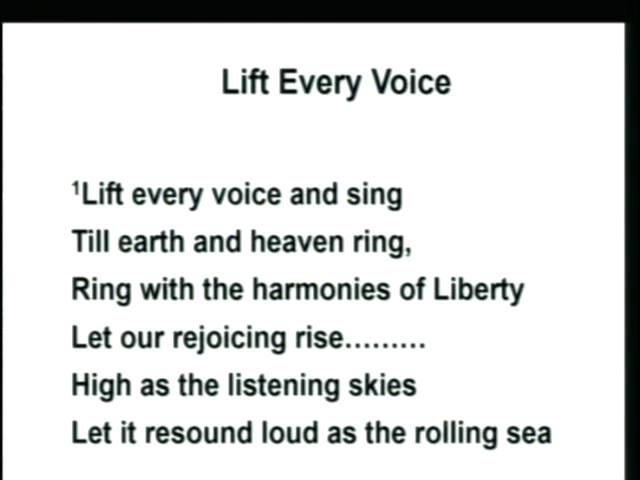 Lift Every Voice
¹Lift every voice and sing
Till earth and heaven ring,
Ring with the harmonies of Liberty
Let our rejoicing rise.........
High as the listening skies
Let it resound loud as the rolling sea